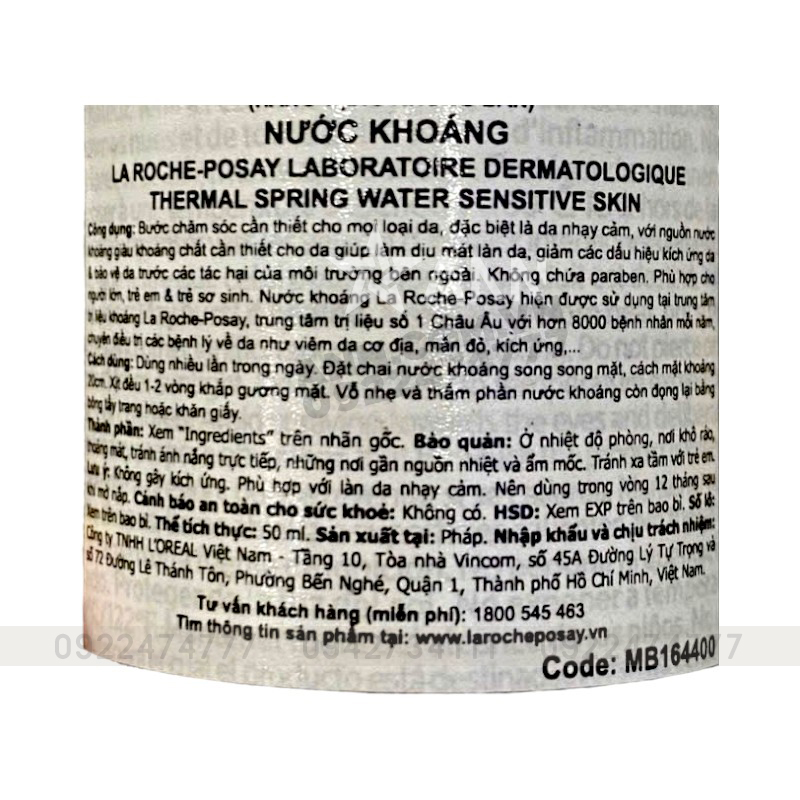 NƯỚC KHOÁNG
LA ROCHE-POSAY LABORATOIRE DERMATOLOGIQUE
THERMAL SPRING WATER SENSITIVE SKIN
Công dụng: Bước chăm sóc cần thiết cho mọi loại da, đặc biệt là da nhạy cảm, với nguồn nước
khoáng giàu khoáng chất cần thiết cho da giúp làm dịu mát làn da, giảm các dấu hiệu kích ứng da
& bảo vệ da trước các tác hại của môi trường bên ngoài. Không chứa paraben. Phù hợp cho
người lớn, trẻ em & trẻ sơ sinh. Nước khoáng La Roche-Posay hiện được sử dụng tại trung tâm
trị liệu khoáng La Roche-Posay, trung tâm trị liệu số 1 Châu Âu với hơn 8000 bệnh nhân mỗi năm,
chuyên điều trị các bệnh lý về da như viêm da cơ địa, mẩn đỏ, kích ứng,...
Cách dùng: Dùng nhiều lần trong ngày. Đặt chai nước khoáng song song mặt, cách mặt khoảng
20cm. Xịt đều 1-2 vòng khắp gương mặt. Vỗ nhẹ và thấm phần nước khoáng còn đọng lại bằng
bông tẩy trang hoặc khăn giấy.
Thành phần: Xem "Ingredients" trên nhãn gốc. Bảo quản: Ở nhiệt độ phòng, nơi khô ráo,
thoáng mát, tránh ánh nắng trực tiếp, những nơi gần nguồn nhiệt và ẩm mốc. Tránh xa tầm với trẻ em.
Lưu ý: Không gây kích ứng. Phù hợp với làn da nhạy cảm. Nên dùng trong vòng 12 tháng sau
khi mở nắp. Cảnh báo an toàn cho sức khoẻ: Không có. HSD: Xem EXP trên bao bì. Số lô:
Xem trên bao bì. Thể tích thực: 50 ml. Sản xuất tại: Pháp. Nhập khẩu và chịu trách nhiệm:
Công ty TNHH L'OREAL Việt Nam - Tầng 10, Tòa nhà Vincom, số 45A Đường Lý Tự Trọng và
số 72 Đường Lê Thánh Tôn, Phường Bến Nghé, Quận 1, Thành phố Hồ Chí Minh, Việt Nam.
Tư vấn khách hàng (miễn phí): 1800 545 463
Tìm thông tin sản phẩm tại: www.larocheposay.vn
0922474777
Code: MB164400